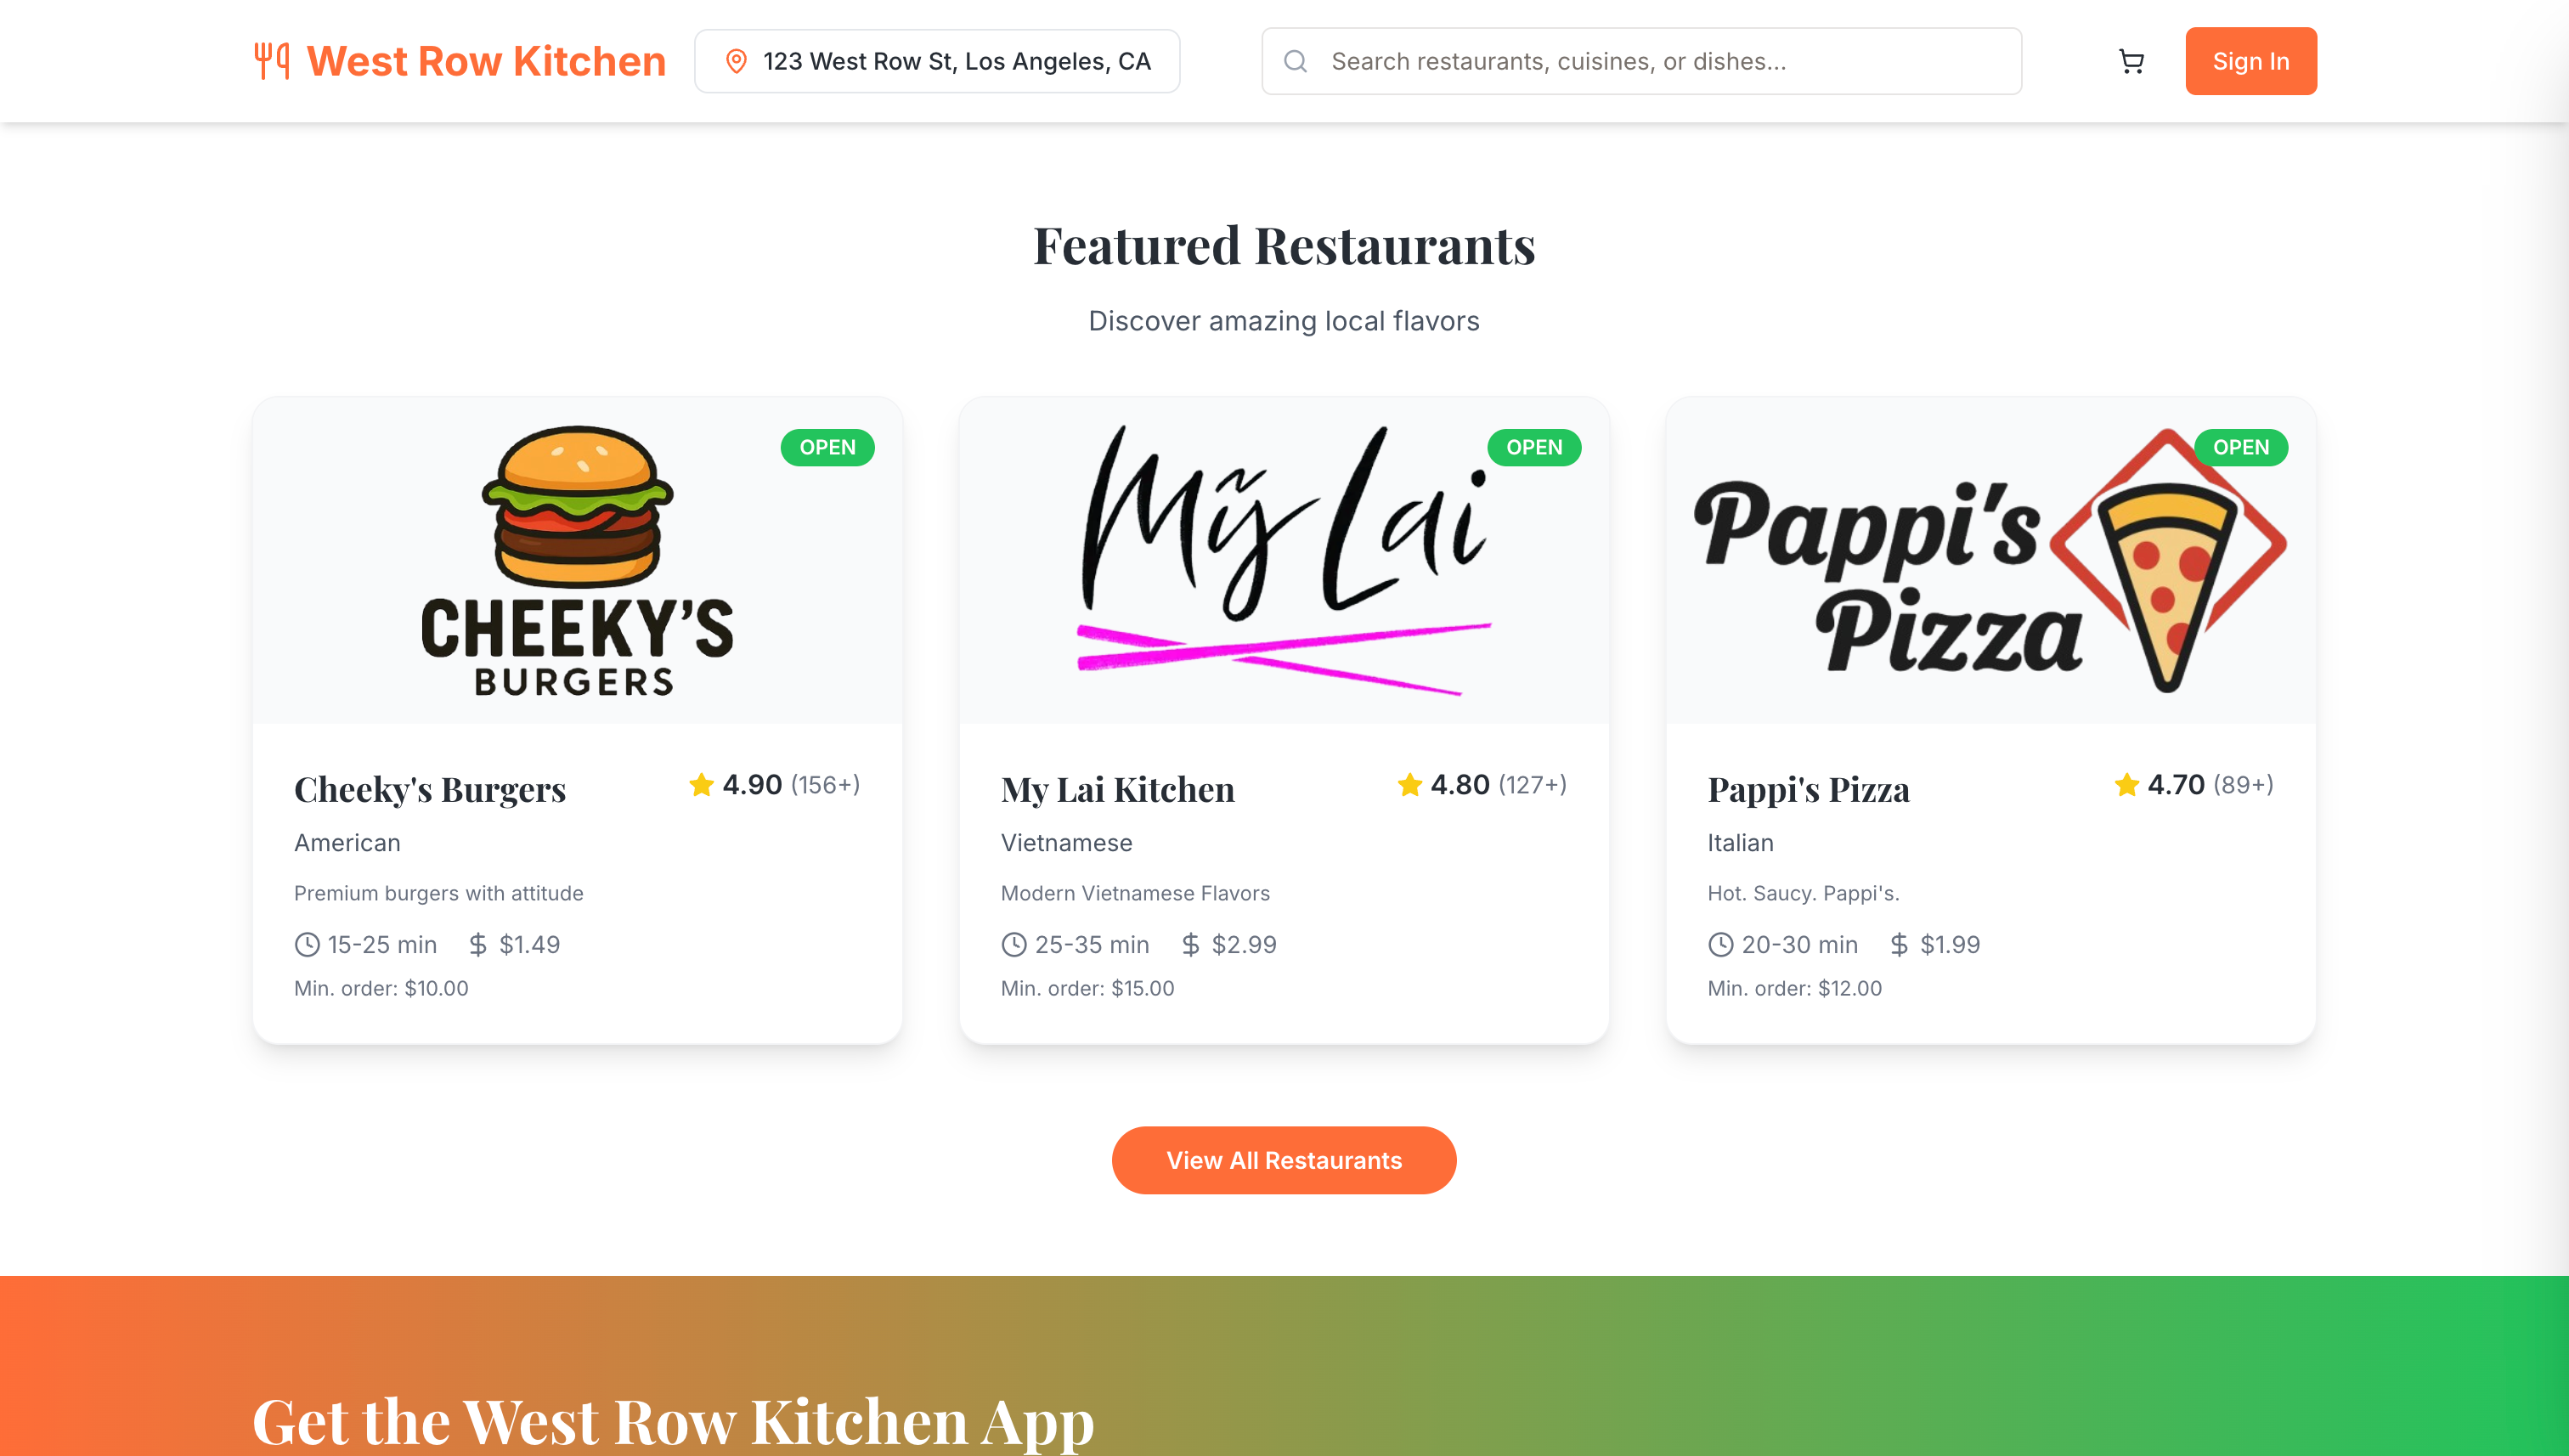 West Row Kitchen
123 West Row St, Los Angeles, CA
Search restaurants, cuisines, or dishes...
Sign In
Featured Restaurants
Discover amazing local flavors
OPEN
CHEEKY'S
BURGERS
Cheeky's Burgers
4.90 (156+)
American
Premium burgers with attitude
15-25 min $ $1.49
Min. order: $10.00
OPEN
Mỹ Lai
My Lai Kitchen
4.80 (127+)
Vietnamese
Modern Vietnamese Flavors
25-35 min $ $2.99
Min. order: $15.00
OPEN
Pappi's
Pizza
Pappi's Pizza
4.70 (89+)
Italian
Hot. Saucy. Pappi's.
20-30 min $ $1.99
Min. order: $12.00
View All Restaurants
Get the West Row Kitchen App